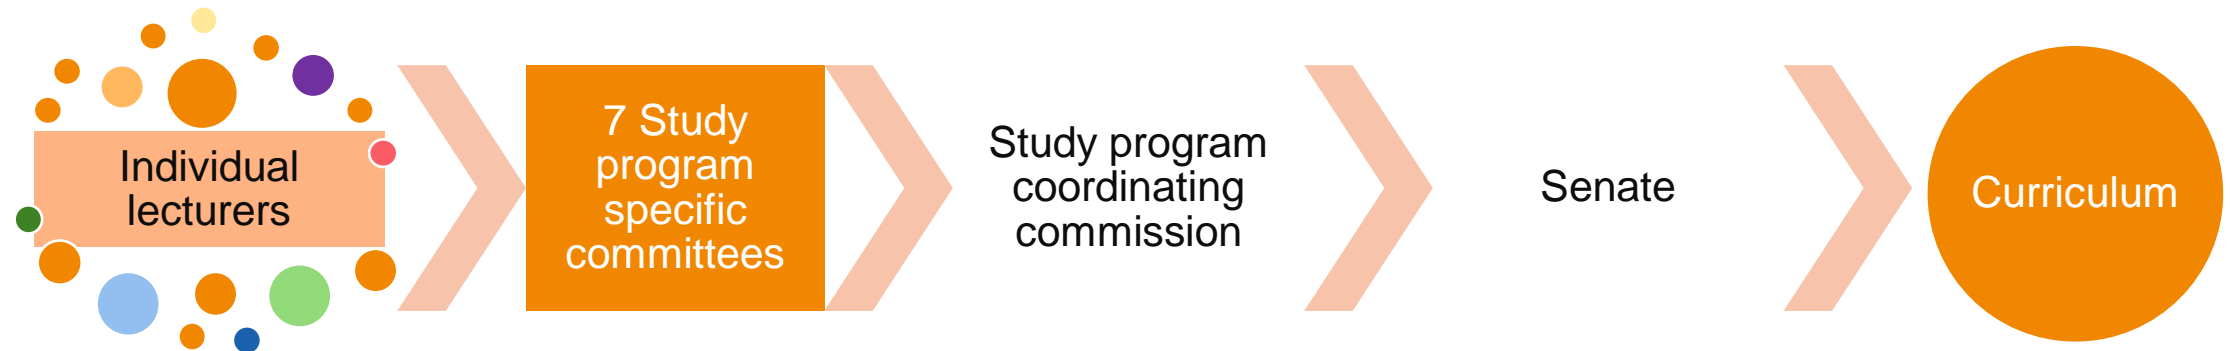 Individual
lecturers
7 Study
program
specific
committees
Study program
coordinating
commission
Senate
Curriculum